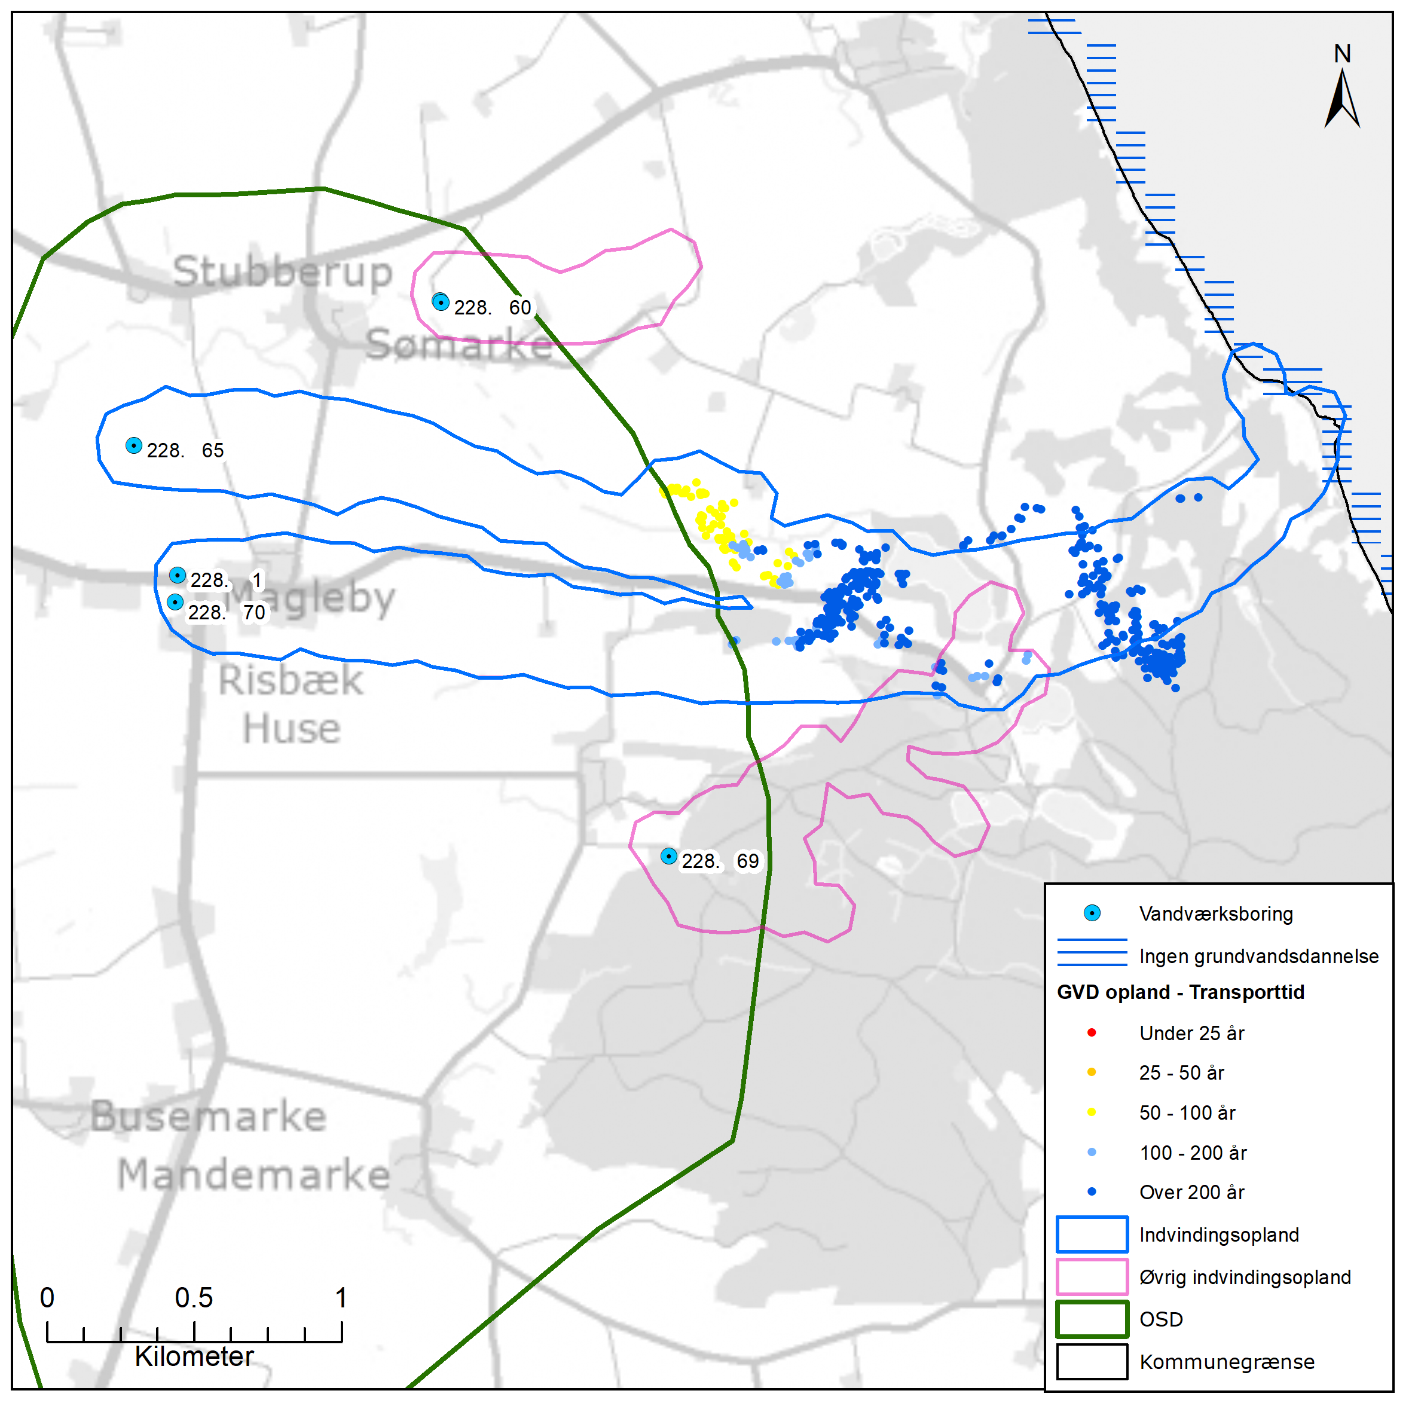 N
Stubberup
228. 60
Sømarke
228. 65
228. 1
Magleby
228. 70
Risbæk
Huse
228. 69
Busemarke
Mandemarke
0 0.5 1
Kilometer
Vandværksboring
Ingen grundvandsdannelse
GVD opland - Transporttid
Under 25 år
25 - 50 år
50 - 100 år
100 - 200 år
Over 200 år
Indvindingsopland
Øvrig indvindingsopland
OSD
Kommunegrænse